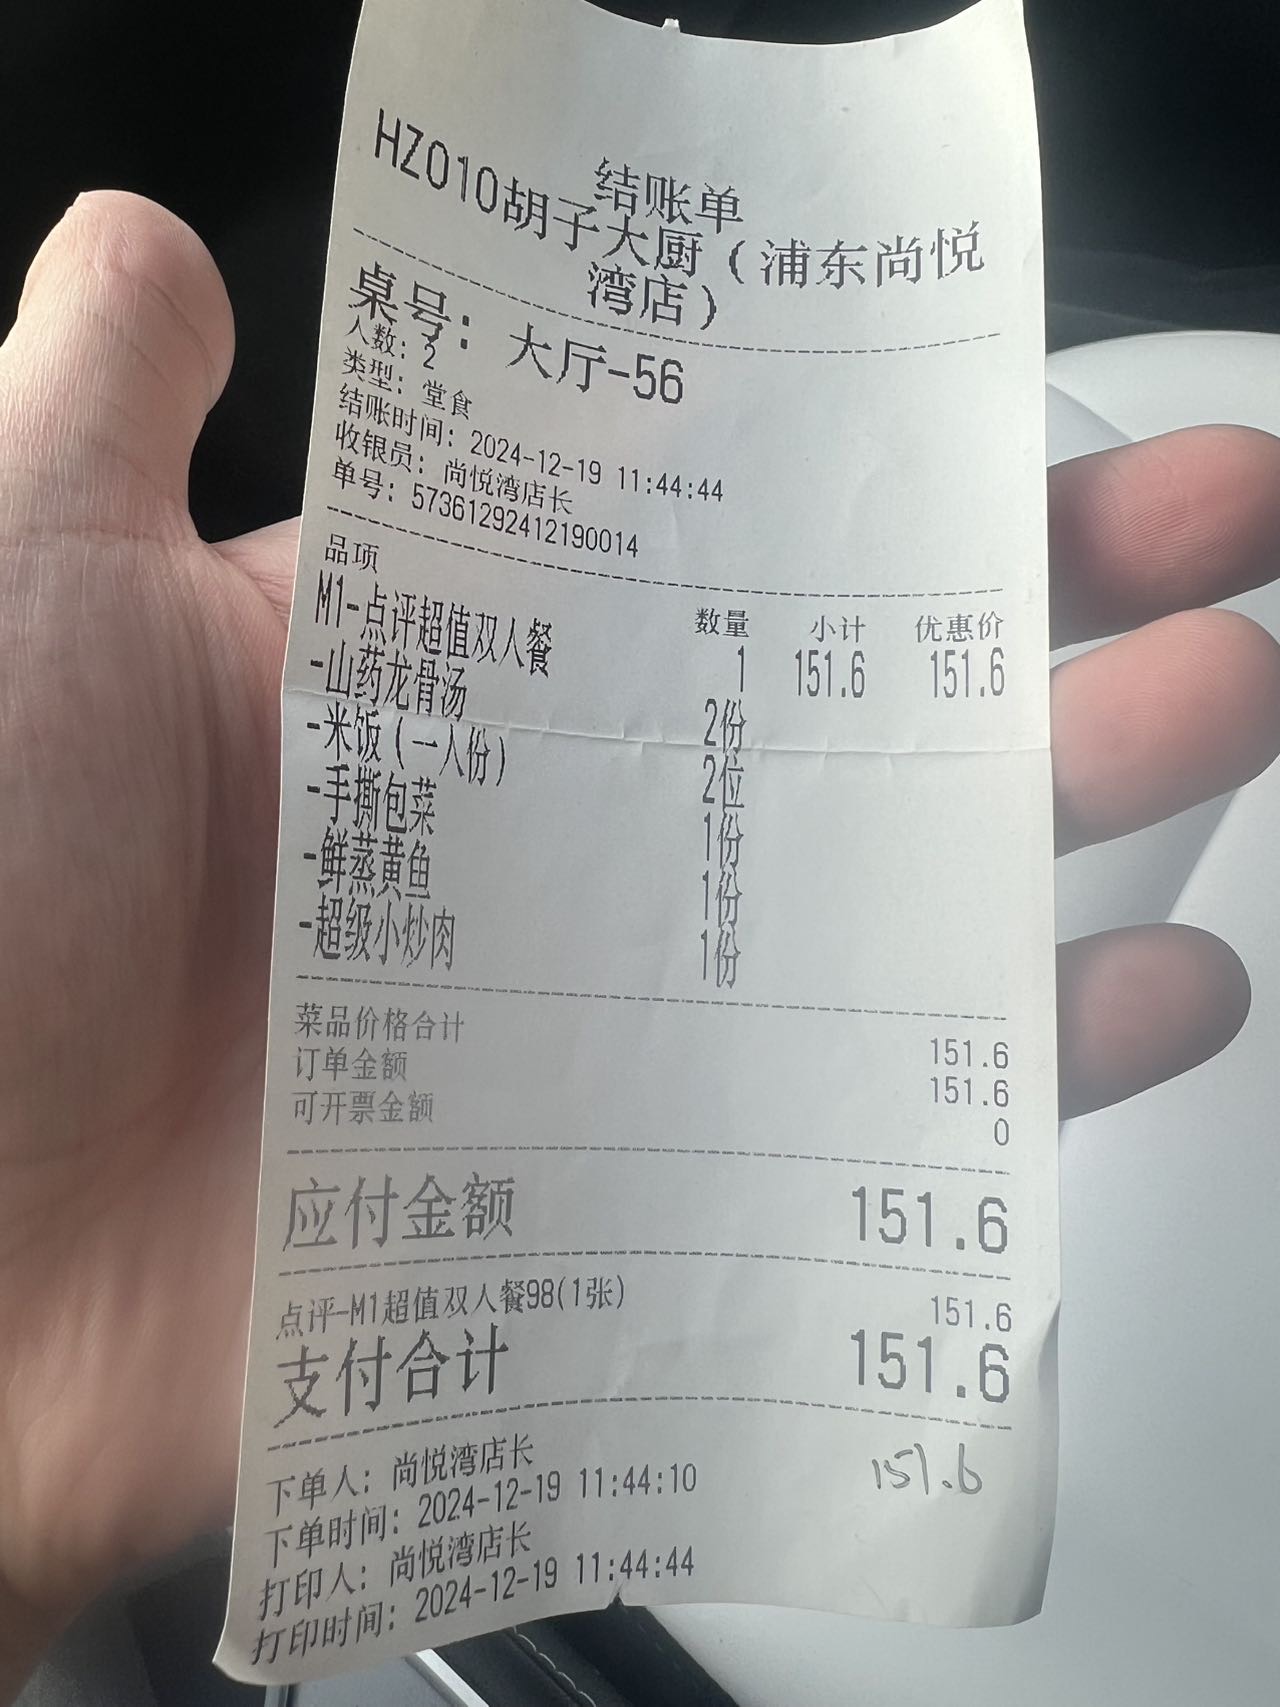 结账单
HZ010胡子大厨（浦东尚悦
湾店）
桌号：大厅-56
人数：2
类型：堂食
结账时间：2024-12-19 11:44:44
收银员：尚悦湾店长
单号：57361292412190014
品项 数量 小计 优惠价
M1-点评超值双人餐 1 151.6 151.6
-山药龙骨汤 2份
-米饭（一人份） 2位
-手撕包菜 1份
-鲜蒸黄鱼 1份
-超级小炒肉 1份
菜品价格合计 151.6
订单金额 151.6
可开票金额 0
应付金额 151.6
点评-M1超值双人餐98(1张) 151.6
支付合计 151.6
下单人：尚悦湾店长
151.6
下单时间：2024-12-19 11:44:10
打印人：尚悦湾店长
打印时间：2024-12-19 11:44:44